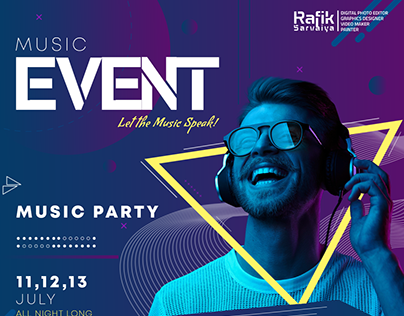 Rafik
Sarvaiya
DIGITAL PHOTO EDITOR
GRAPHICS DESIGNER
VIDEO MAKER
PAINTER
MUSIC
EVENT
Let the Music Speak!
MUSIC PARTY
11,12,13
JULY
ALL NIGHT LONG